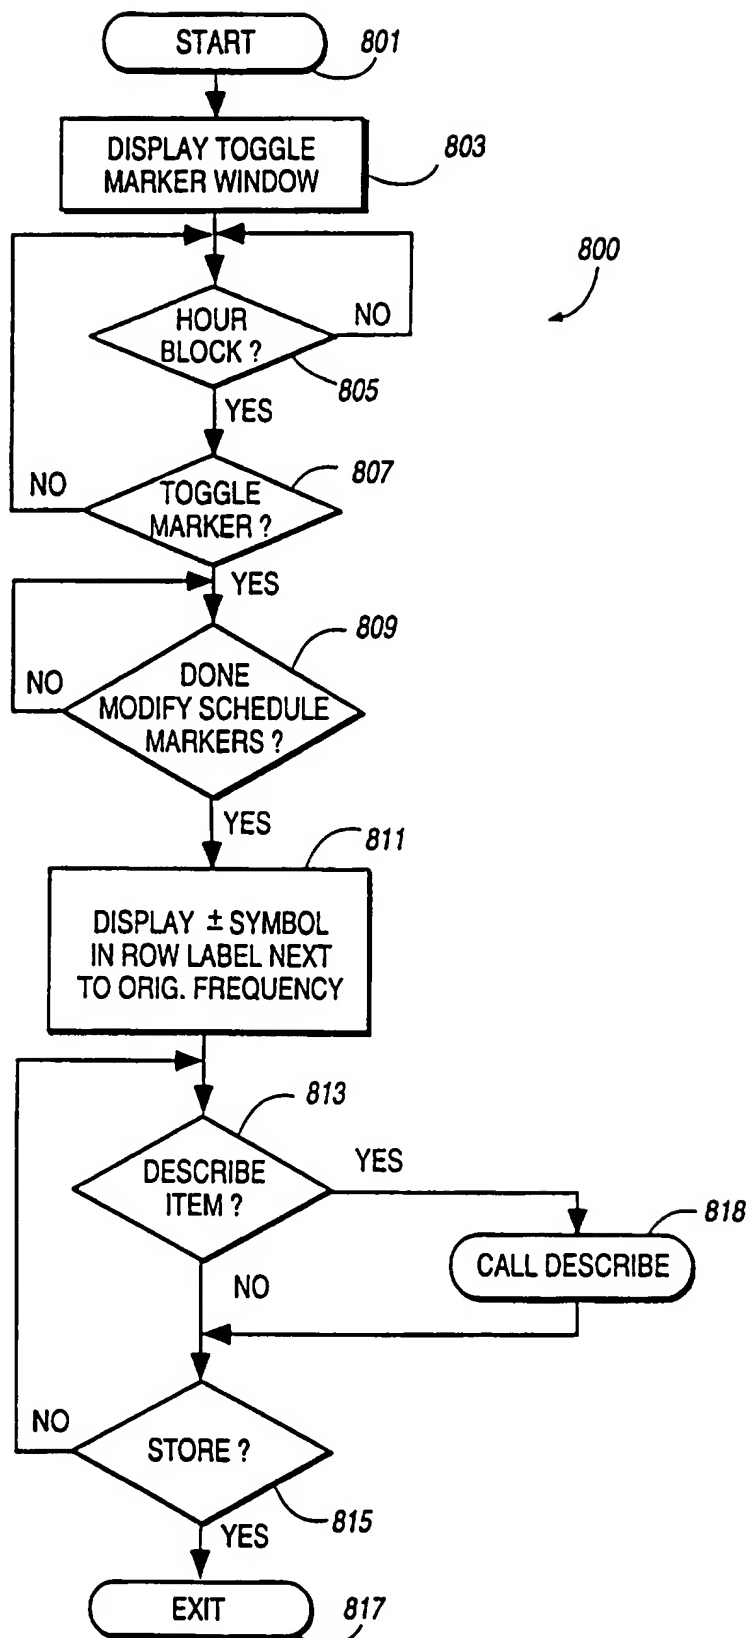 START
801
DISPLAY TOGGLE
MARKER WINDOW
803
800
HOUR
BLOCK ?
NO
805
YES
NO
TOGGLE
MARKER ?
807
YES
809
NO
DONE
MODIFY SCHEDULE
MARKERS ?
YES
811
DISPLAY ± SYMBOL
IN ROW LABEL NEXT
TO ORIG. FREQUENCY
813
DESCRIBE
ITEM ?
YES
818
CALL DESCRIBE
NO
NO
STORE ?
815
YES
EXIT
817